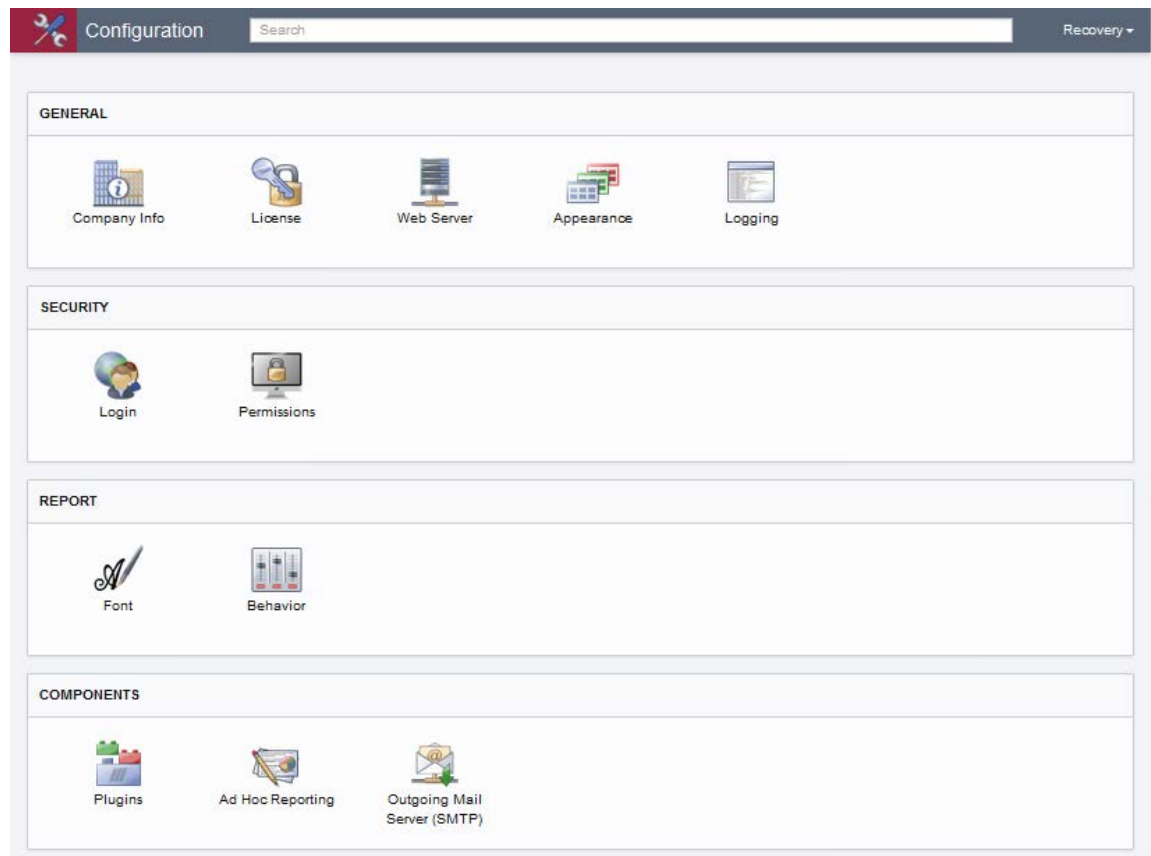 Configuration
Search
Recovery
GENERAL
Company Info
License
Web Server
Appearance
Logging
SECURITY
Login
Permissions
REPORT
Font
Behavior
COMPONENTS
Plugins
Ad Hoc Reporting
Outgoing Mail
Server (SMTP)